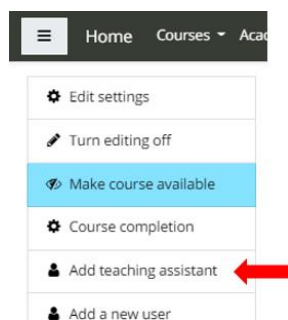 Home Courses
Edit settings
Turn editing off
Make course available
Course completion
Add teaching assistant
Add a new user